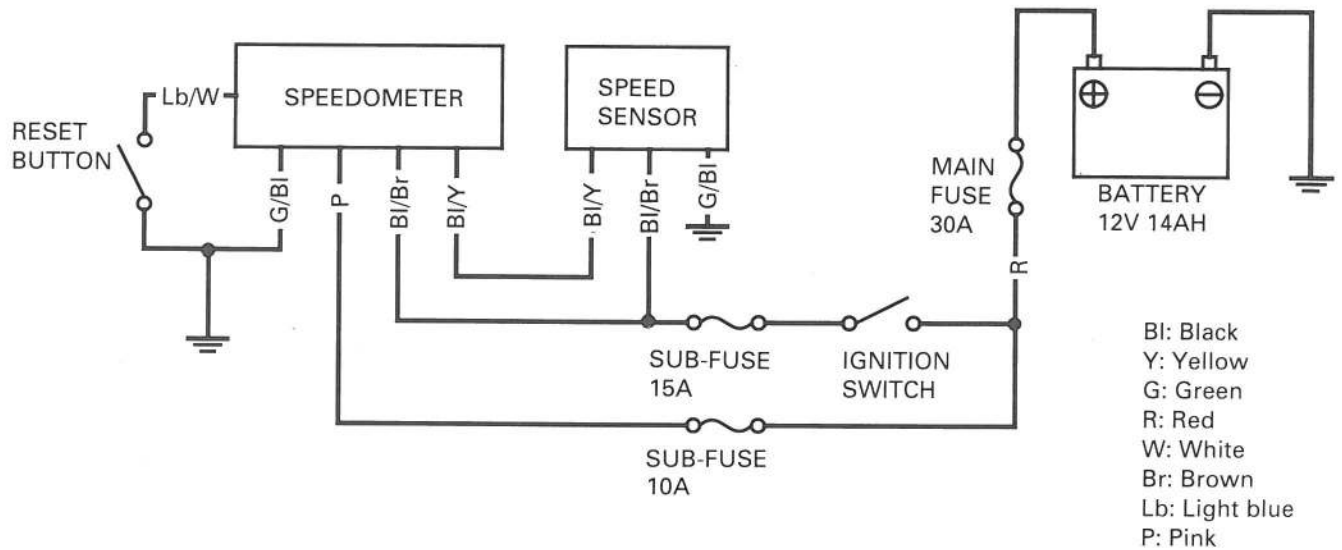 Lb/W
SPEEDOMETER
SPEED
SENSOR
RESET
BUTTON
G/Bl
P
Bl/Br
Bl/Y
Bl/Y
Bl/Br
G/Bl
MAIN
FUSE
30A
BATTERY
12V 14AH
R
SUB-FUSE
15A
IGNITION
SWITCH
SUB-FUSE
10A
Bl: Black
Y: Yellow
G: Green
R: Red
W: White
Br: Brown
Lb: Light blue
P: Pink